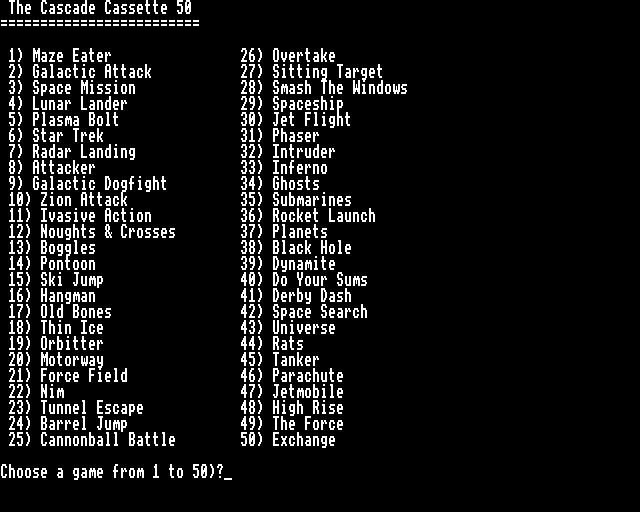 The Cascade Cassette 50
=========================
1) Maze Eater 26) Overtake
2) Galactic Attack 27) Sitting Target
3) Space Mission 28) Smash The Windows
4) Lunar Lander 29) Spaceship
5) Plasma Bolt 30) Jet Flight
6) Star Trek 31) Phaser
7) Radar Landing 32) Intruder
8) Attacker 33) Inferno
9) Galactic Dogfight 34) Ghosts
10) Zion Attack 35) Submarines
11) Ivasive Action 36) Rocket Launch
12) Noughts & Crosses 37) Planets
13) Boggles 38) Black Hole
14) Pontoon 39) Dynamite
15) Ski Jump 40) Do Your Sums
16) Hangman 41) Derby Dash
17) Old Bones 42) Space Search
18) Thin Ice 43) Universe
19) Orbitter 44) Rats
20) Motorway 45) Tanker
21) Force Field 46) Parachute
22) Nim 47) Jetmobile
23) Tunnel Escape 48) High Rise
24) Barrel Jump 49) The Force
25) Cannonball Battle 50) Exchange
Choose a game from 1 to 50)?_